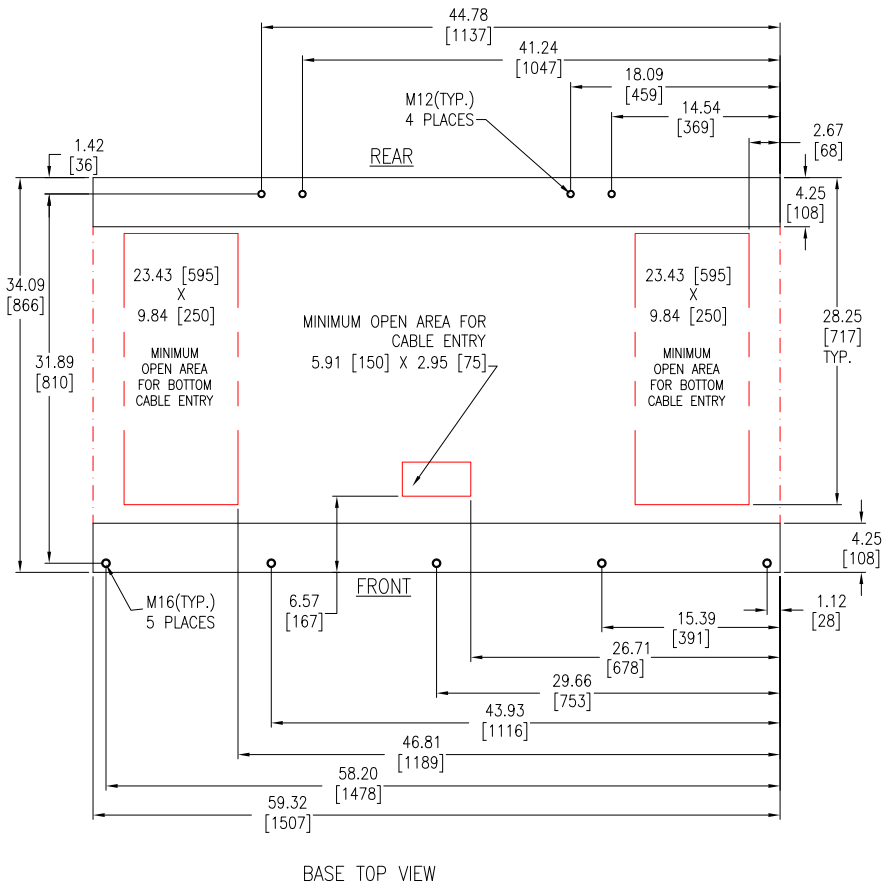 44.78
[1137]
41.24
[1047]
18.09
[459]
M12(TYP.)
4 PLACES
14.54
[369]
2.67
[68]
1.42
[36]
REAR
4.25
[108]
34.09
[866]
31.89
[810]
23.43 [595]
X
9.84 [250]
MINIMUM
OPEN AREA
FOR BOTTOM
CABLE ENTRY
MINIMUM OPEN AREA FOR
CABLE ENTRY
5.91 [150] X 2.95 [75]
23.43 [595]
X
9.84 [250]
MINIMUM
OPEN AREA
FOR BOTTOM
CABLE ENTRY
28.25
[717]
TYP.
4.25
[108]
FRONT
M16(TYP.)
5 PLACES
6.57
[167]
1.12
[28]
15.39
[391]
26.71
[678]
29.66
[753]
43.93
[1116]
46.81
[1189]
58.20
[1478]
59.32
[1507]
BASE TOP VIEW